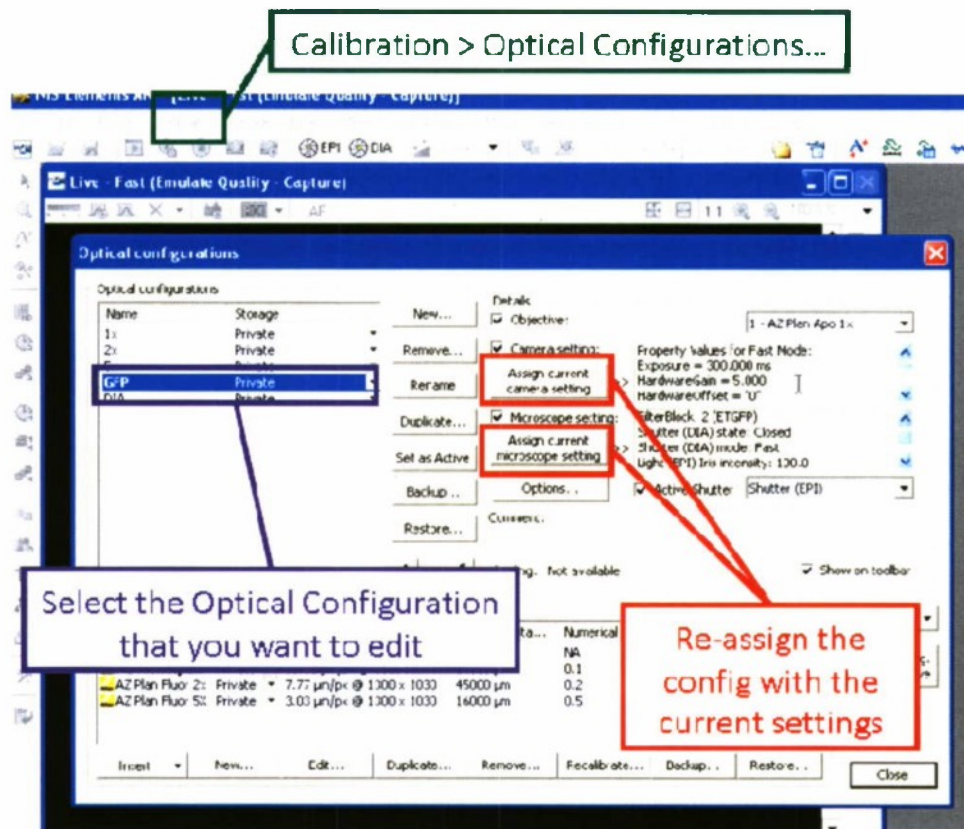 Calibration > Optical Configurations...
EPI DIA
Live - Fast (Emulate Quality - Capture)
AF
Optical configurations
Optical configurations
Name Storage
1x Private
2x Private
GFP Private
DIA Private
New...
Remove...
Rename
Duplicate...
Set as Active
Backup...
Restore...
Details
Objective:
1 - AZ Plan Apo 1x
Camera setting:
Assign current
camera setting
Property Values for Fast Mode:
Exposure = 300.000 ms
HardwareGain = 5.000
HardwareOffset = "0"
Microscope setting:
Assign current
microscope setting
FilterBlock: 2 (ETGFP)
Shutter (DIA) state: Closed
Shutter (DIA) mode: Fast
Light (EPI) Iris intensity: 100.0
Options...
Active Shutter Shutter (EPI)
Comment:
Not available
Show on toolbar
Select the Optical Configuration
that you want to edit
Re-assign the
config with the
current settings
Numerical
NA
0.1
AZ Plan Fluor 2x Private 7.77 µm/px @ 1300 x 1030 45000 µm 0.2
AZ Plan Fluor 5x Private 3.03 µm/px @ 1300 x 1030 16000 µm 0.5
Insert New... Edit... Duplicate... Remove... Recalibrate... Backup... Restore...
Close